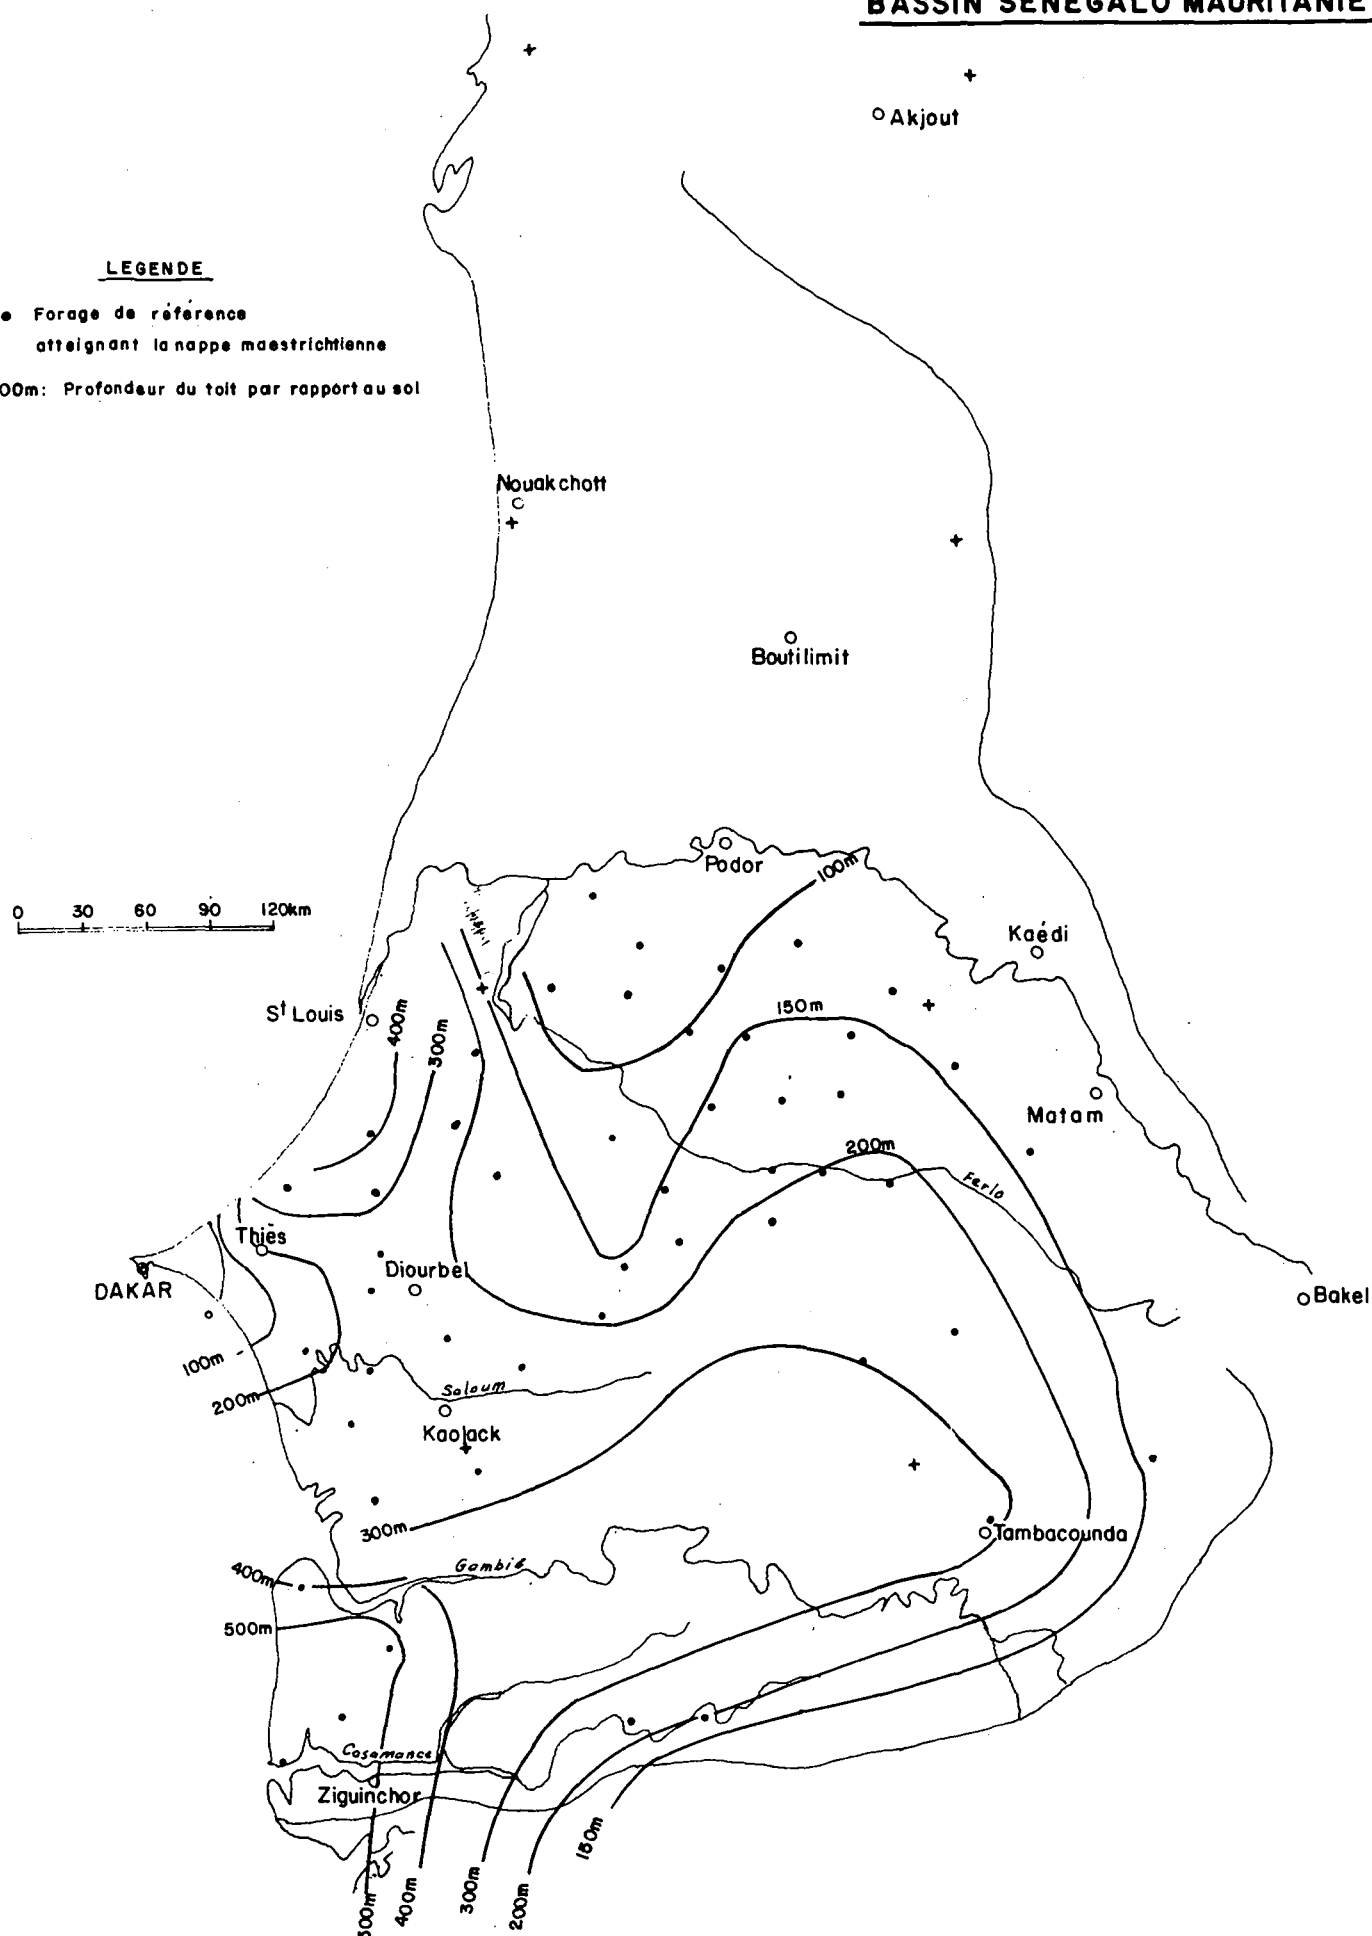 BASSIN SENEGALO MAURITANIE
Akjout
LEGENDE
Forage de référence
atteignant la nappe maestrichtienne
00m: Profondeur du toit par rapport au sol
Nouakchott
Boutilimit
Podor
100m
0 30 60 90 120km
Kaédi
St Louis
400m
300m
150m
Matam
200m
Ferlo
Thiès
Diourbel
DAKAR
Bakel
100m
200m
Saloum
Kaolack
300m
Tambacounda
400m
Gambie
500m
Casamance
Ziguinchor
150m
300m
200m
400m
500m